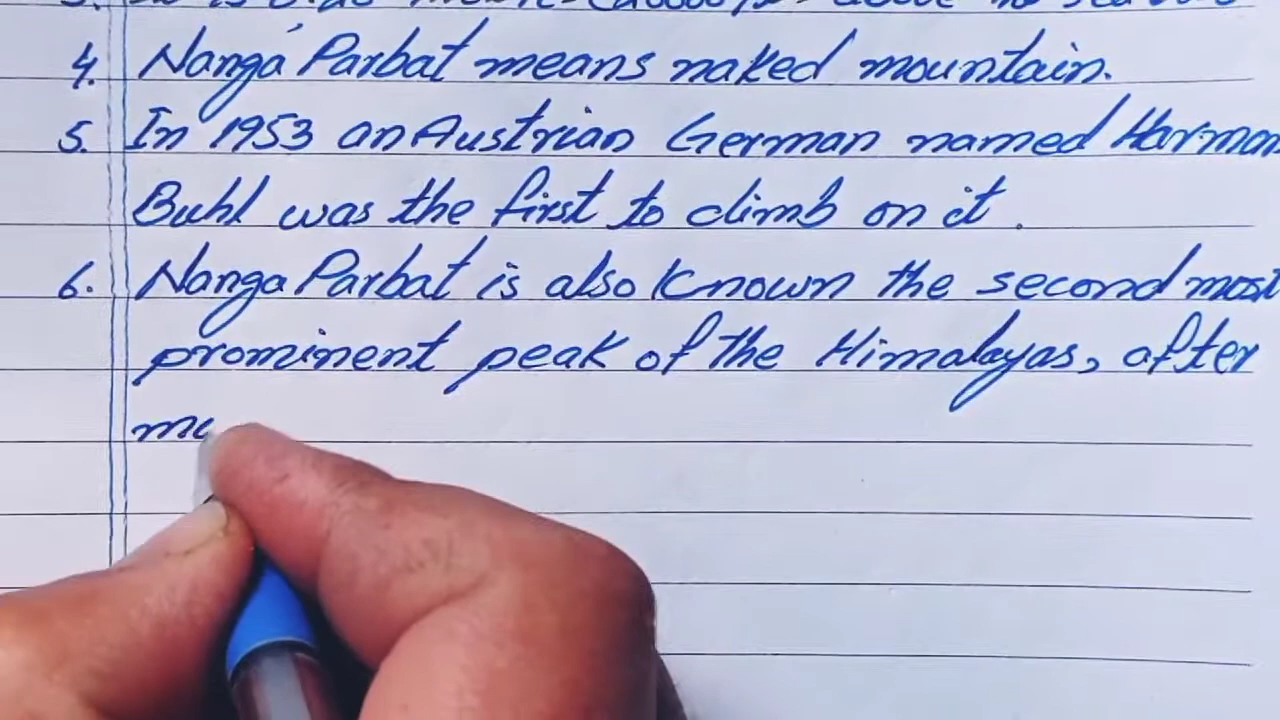 4. Nanga Parbat means naked mountain.
5. In 1953 an Austrian German named Harman
Buhl was the first to climb on it.
6. Nanga Parbat is also known the second most
prominent peak of the Himalayas, after